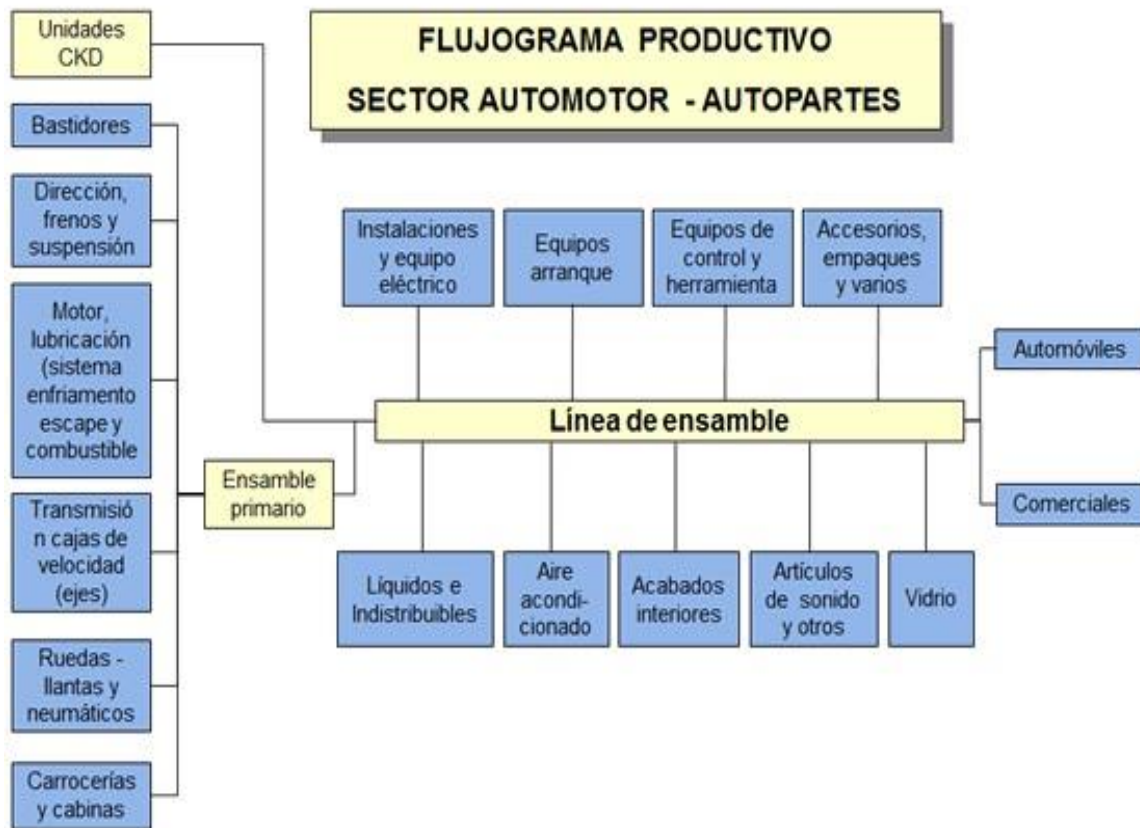 Unidades
CKD
FLUJOGRAMA PRODUCTIVO
SECTOR AUTOMOTOR - AUTOPARTES
Bastidores
Dirección,
frenos y
suspensión
Motor,
lubricación
(sistema
enfriamento
escape y
combustible
Transmisió
n cajas de
velocidad
(ejes)
Ruedas -
llantas y
neumáticos
Carrocerías
y cabinas
Ensamble
primario
Instalaciones
y equipo
eléctrico
Equipos
arranque
Equipos de
control y
herramienta
Accesorios,
empaques
y varios
Línea de ensamble
Líquidos e
Indistribuibles
Aire
acondi-
cionado
Acabados
interiores
Artículos
de sonido
y otros
Vidrio
Automóviles
Comerciales